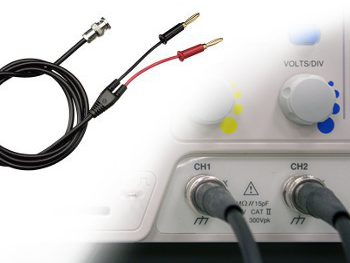 VOLTS/DIV
CH1
CH2
MΩ // 15pF
CAT II
300Vpk